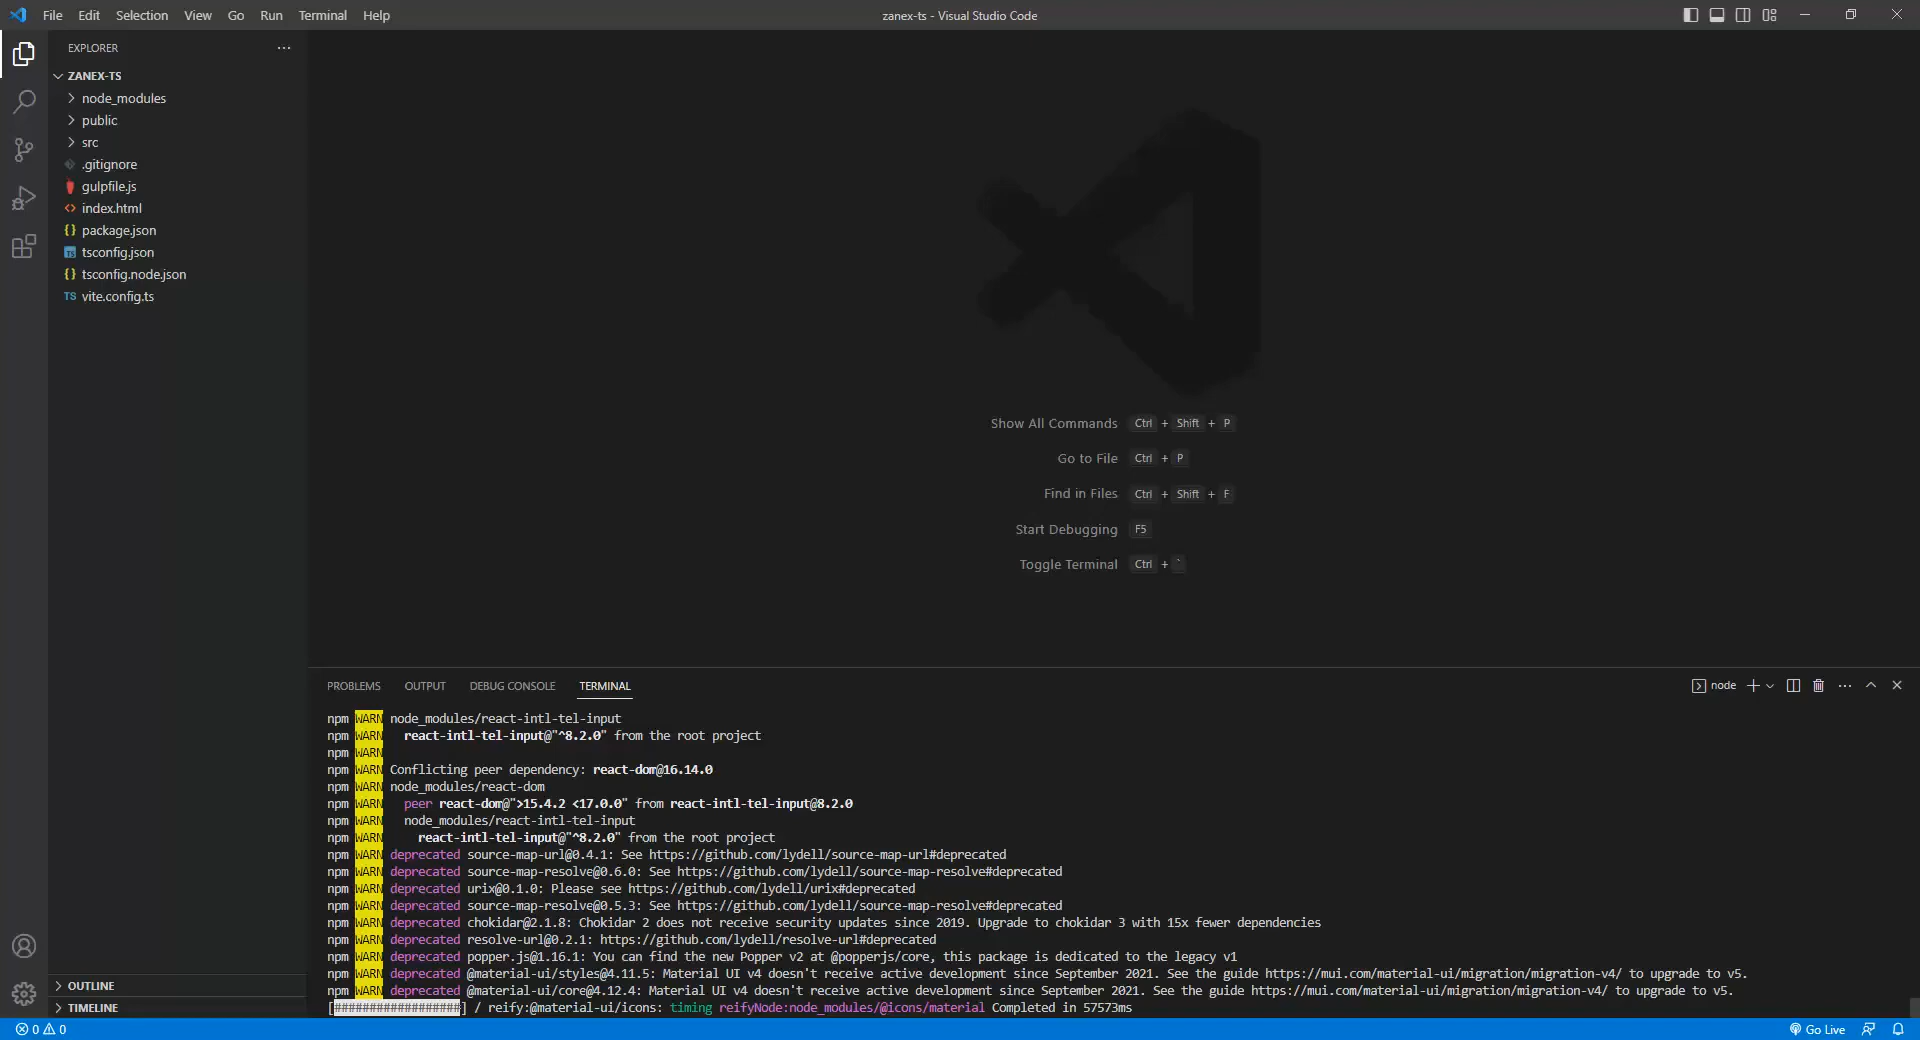 File Edit Selection View Go Run Terminal Help
zanex-ts - Visual Studio Code
EXPLORER
ZANEX-TS
node_modules
public
src
.gitignore
gulpfile.js
index.html
package.json
tsconfig.json
tsconfig.node.json
TS vite.config.ts
OUTLINE
TIMELINE
Show All Commands Ctrl + Shift + P
Go to File Ctrl + P
Find in Files Ctrl + Shift + F
Start Debugging F5
Toggle Terminal Ctrl + `
PROBLEMS OUTPUT DEBUG CONSOLE TERMINAL
node
npm WARN node_modules/react-intl-tel-input
npm WARN   react-intl-tel-input@"^8.2.0" from the root project
npm WARN
npm WARN Conflicting peer dependency: react-dom@16.14.0
npm WARN node_modules/react-dom
npm WARN   peer react-dom@">15.4.2 <17.0.0" from react-intl-tel-input@8.2.0
npm WARN   node_modules/react-intl-tel-input
npm WARN     react-intl-tel-input@"^8.2.0" from the root project
npm WARN deprecated source-map-url@0.4.1: See https://github.com/lydell/source-map-url#deprecated
npm WARN deprecated source-map-resolve@0.6.0: See https://github.com/lydell/source-map-resolve#deprecated
npm WARN deprecated urix@0.1.0: Please see https://github.com/lydell/urix#deprecated
npm WARN deprecated source-map-resolve@0.5.3: See https://github.com/lydell/source-map-resolve#deprecated
npm WARN deprecated chokidar@2.1.8: Chokidar 2 does not receive security updates since 2019. Upgrade to chokidar 3 with 15x fewer dependencies
npm WARN deprecated resolve-url@0.2.1: https://github.com/lydell/resolve-url#deprecated
npm WARN deprecated popper.js@1.16.1: You can find the new Popper v2 at @popperjs/core, this package is dedicated to the legacy v1
npm WARN deprecated @material-ui/styles@4.11.5: Material UI v4 doesn't receive active development since September 2021. See the guide https://mui.com/material-ui/migration/migration-v4/ to upgrade to v5.
npm WARN deprecated @material-ui/core@4.12.4: Material UI v4 doesn't receive active development since September 2021. See the guide https://mui.com/material-ui/migration/migration-v4/ to upgrade to v5.
[##################] / reify:@material-ui/icons: timing reifyNode:node_modules/@icons/material Completed in 57573ms
0 0
Go Live